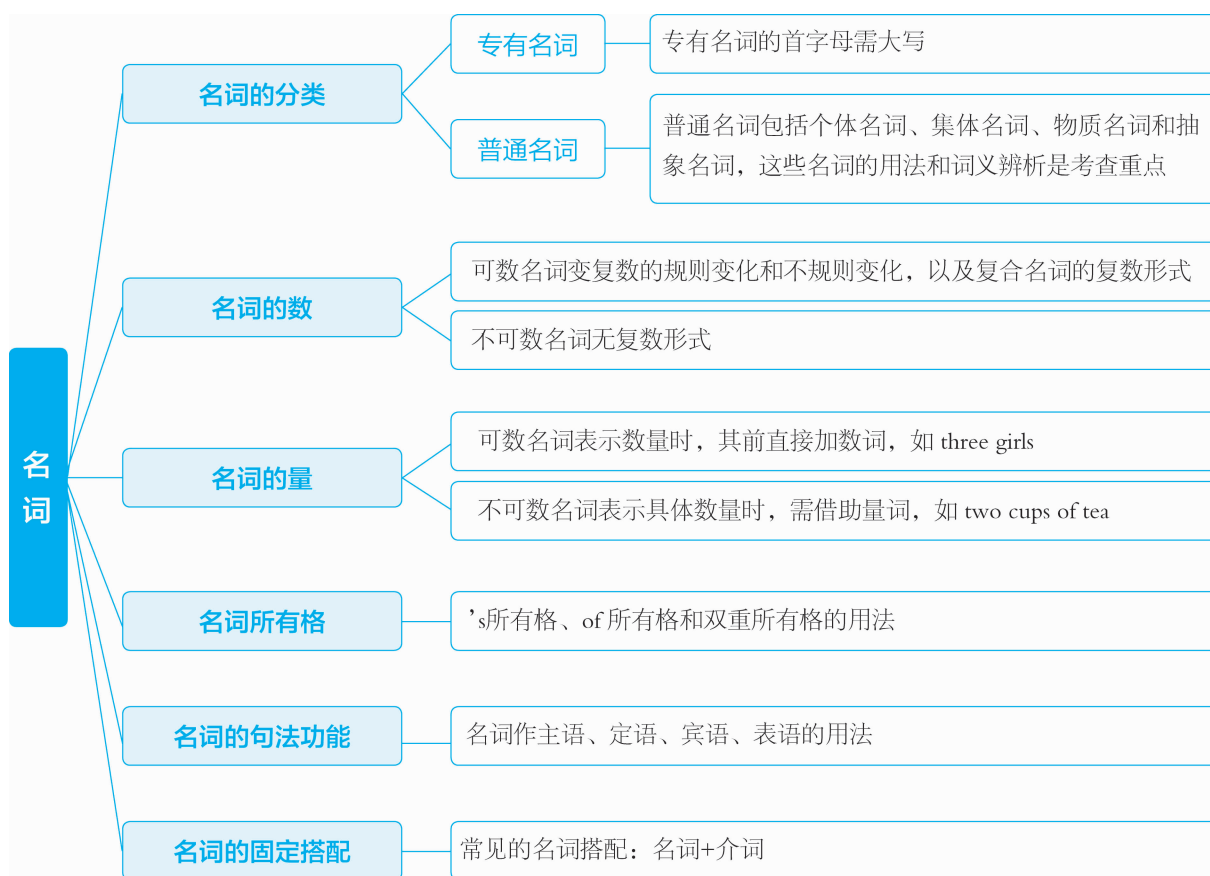 名词
名词的分类
专有名词
专有名词的首字母需大写
普通名词
普通名词包括个体名词、集体名词、物质名词和抽
象名词，这些名词的用法和词义辨析是考查重点
名词的数
可数名词变复数的规则变化和不规则变化，以及复合名词的复数形式
不可数名词无复数形式
名词的量
可数名词表示数量时，其前直接加数词，如 three girls
不可数名词表示具体数量时，需借助量词，如 two cups of tea
名词所有格
’s所有格、of 所有格和双重所有格的用法
名词的句法功能
名词作主语、定语、宾语、表语的用法
名词的固定搭配
常见的名词搭配：名词+介词